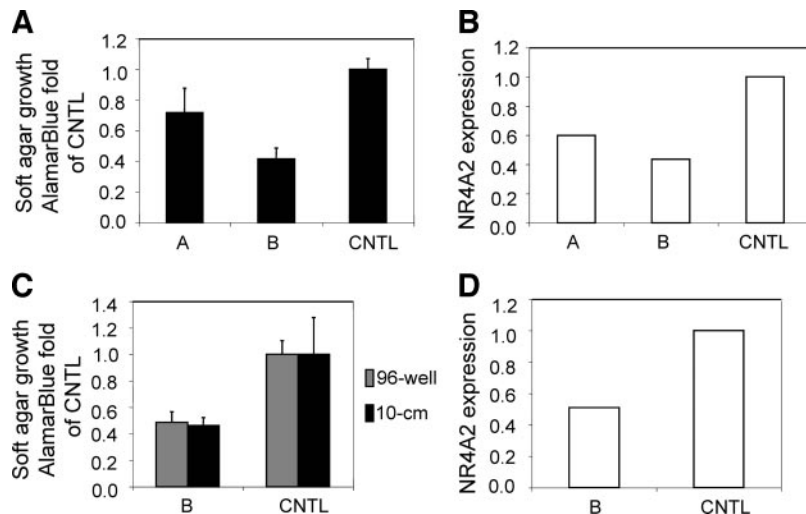 A
Soft agar growth
AlamarBlue fold
of CNTL
1.2
1.0
0.8
0.6
0.4
0.2
0.0
A B CNTL
B
NR4A2 expression
1.2
1.0
0.8
0.6
0.4
0.2
0.0
A B CNTL
C
Soft agar growth
AlamarBlue fold
of CNTL
1.4
1.2
1.0
0.8
0.6
0.4
0.2
0.0
B CNTL
96-well
10-cm
D
NR4A2 expression
1.2
1.0
0.8
0.6
0.4
0.2
0.0
B CNTL